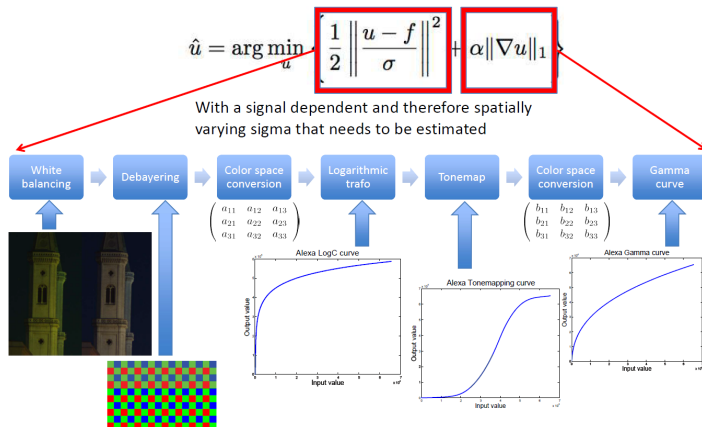 û = arg min_u { 1/2 ‖ (u − f)/σ ‖² + α‖∇u‖₁ }
With a signal dependent and therefore spatially
varying sigma that needs to be estimated
White balancing
Debayering
Color space conversion
Logarithmic trafo
Tonemap
Color space conversion
Gamma curve
a11 a12 a13
a21 a22 a23
a31 a32 a33
b11 b12 b13
b21 b22 b23
b31 b32 b33
Alexa LogC curve
Output value
Input value
Alexa Tonemapping curve
Output value
Input value
Alexa Gamma curve
Output value
Input value